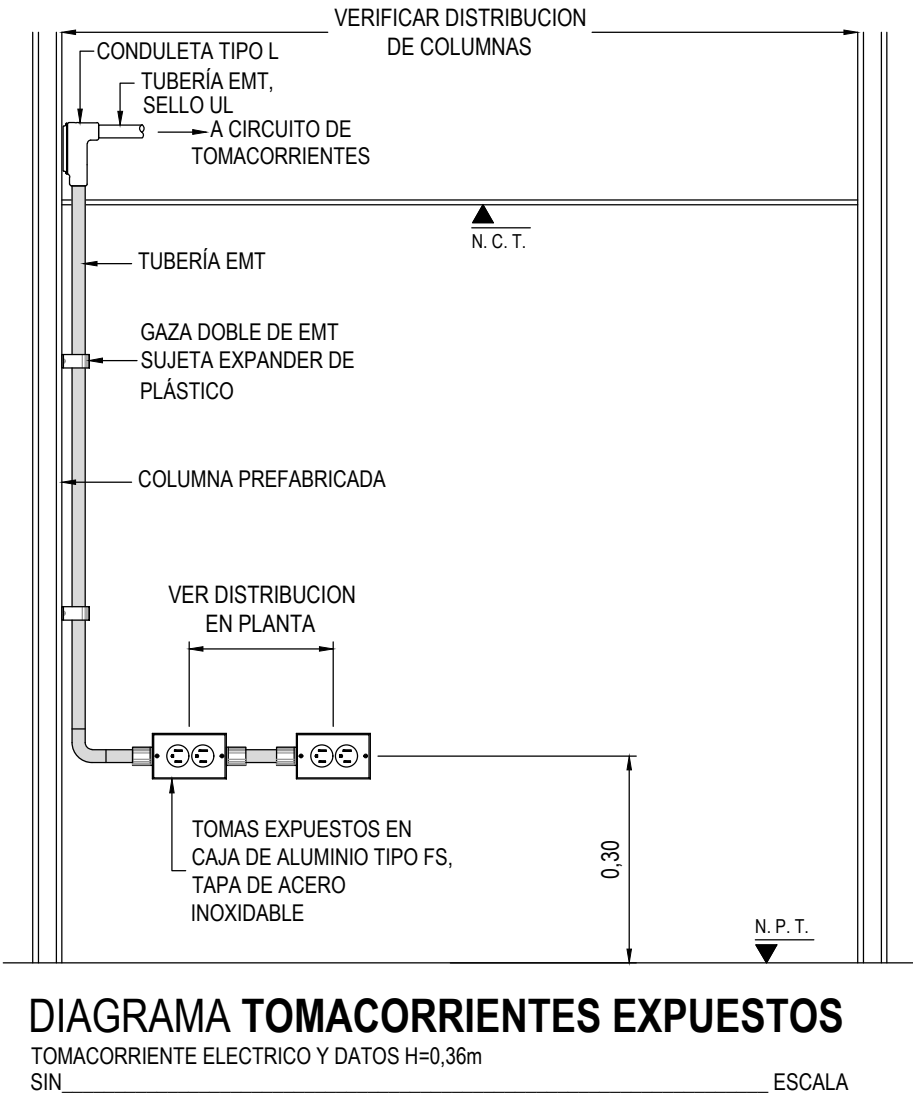 VERIFICAR DISTRIBUCION
DE COLUMNAS
CONDULETA TIPO L
TUBERÍA EMT,
SELLO UL
A CIRCUITO DE
TOMACORRIENTES
N. C. T.
TUBERÍA EMT
GAZA DOBLE DE EMT
SUJETA EXPANDER DE
PLÁSTICO
COLUMNA PREFABRICADA
VER DISTRIBUCION
EN PLANTA
TOMAS EXPUESTOS EN
CAJA DE ALUMINIO TIPO FS,
TAPA DE ACERO
INOXIDABLE
0,30
N. P. T.
DIAGRAMA TOMACORRIENTES EXPUESTOS
TOMACORRIENTE ELECTRICO Y DATOS H=0,36m
SIN ESCALA